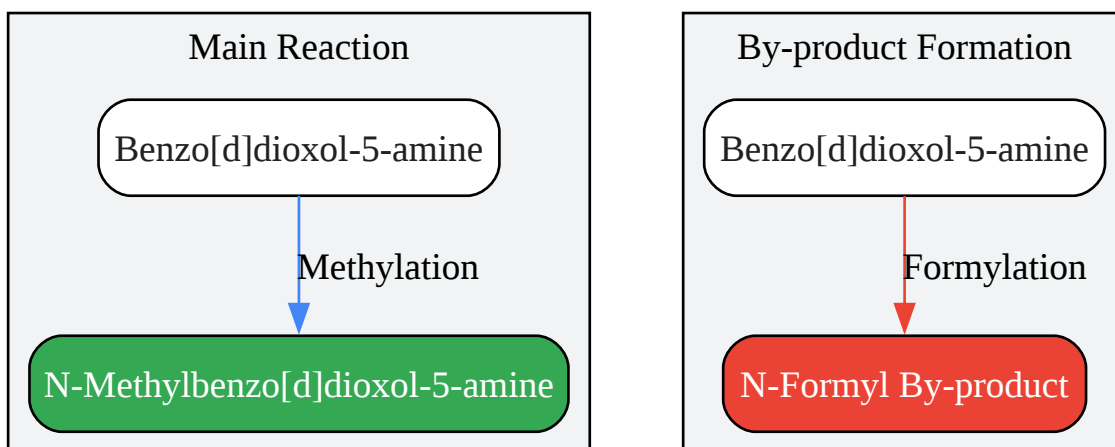 Main Reaction
Benzo[d]dioxol-5-amine
Methylation
N-Methylbenzo[d]dioxol-5-amine
By-product Formation
Benzo[d]dioxol-5-amine
Formylation
N-Formyl By-product